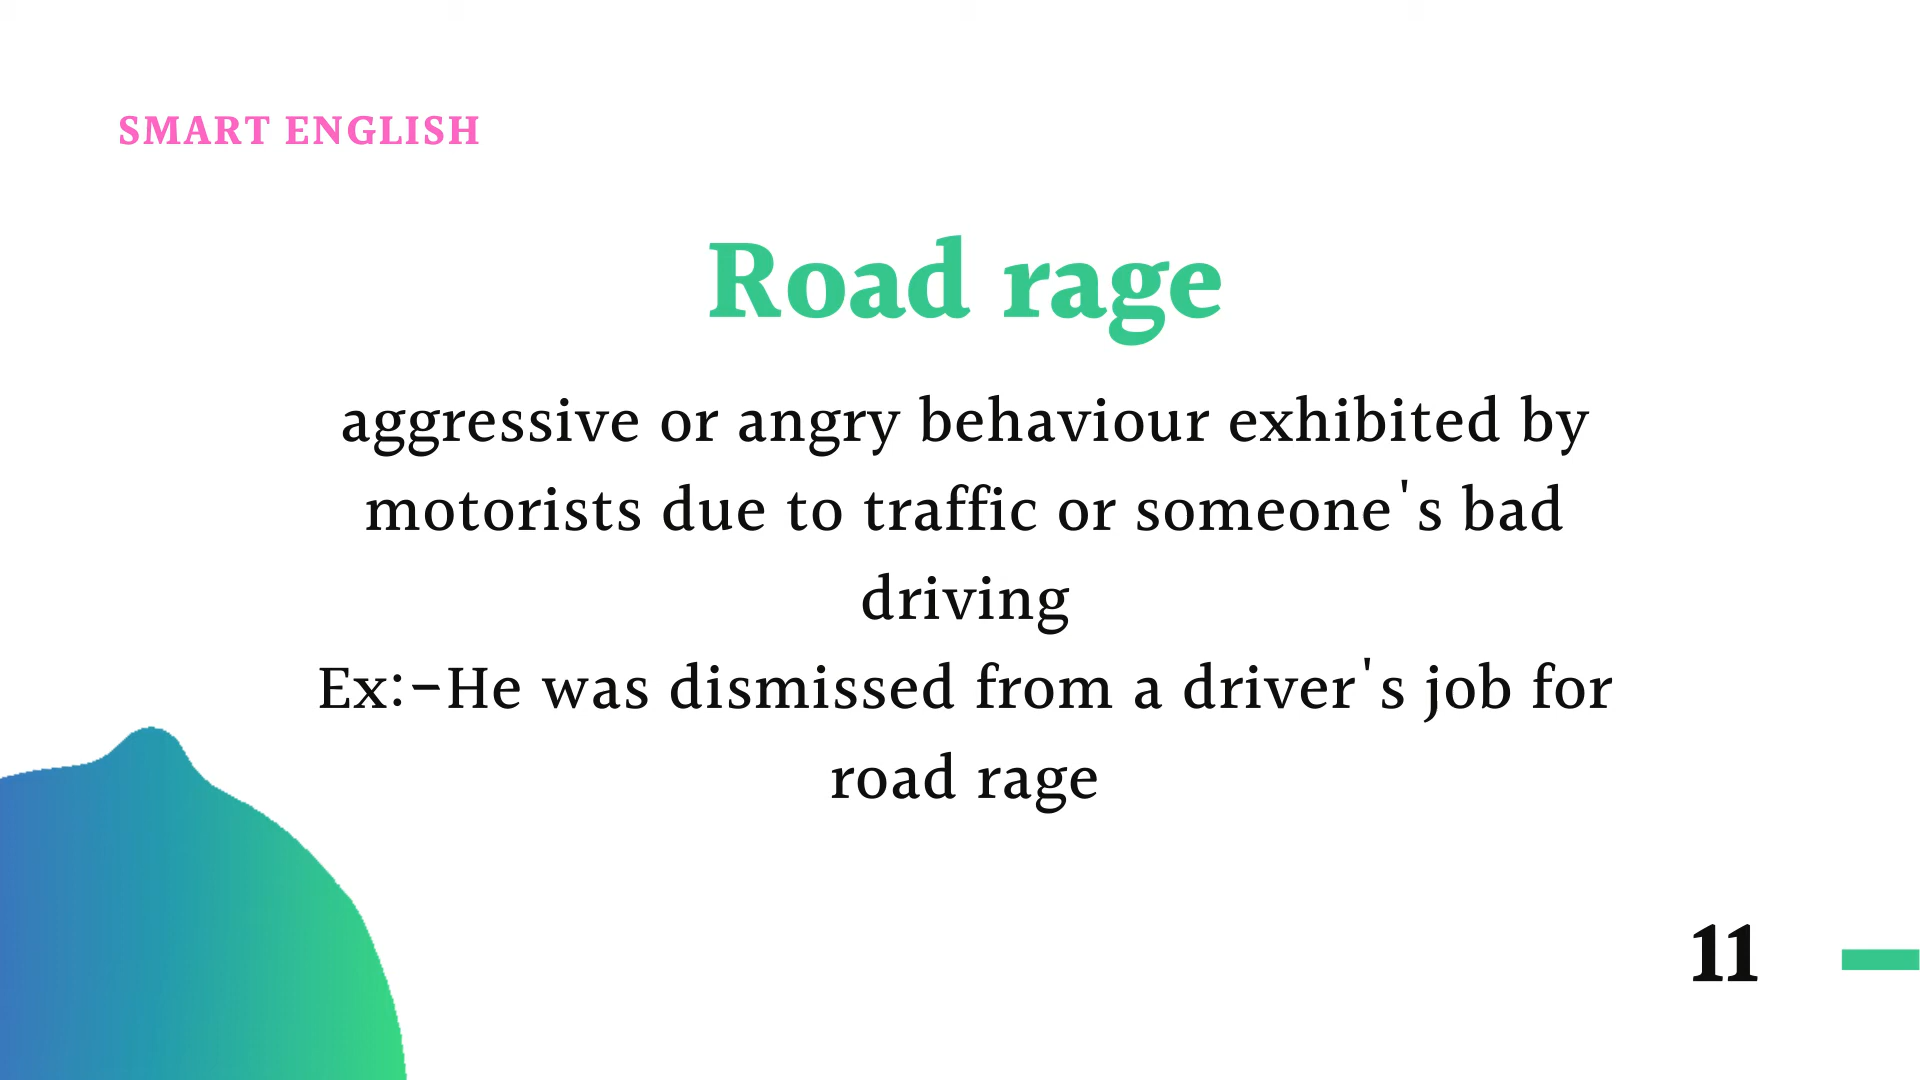 SMART ENGLISH
Road rage
aggressive or angry behaviour exhibited by
motorists due to traffic or someone's bad
driving
Ex:-He was dismissed from a driver's job for
road rage
11